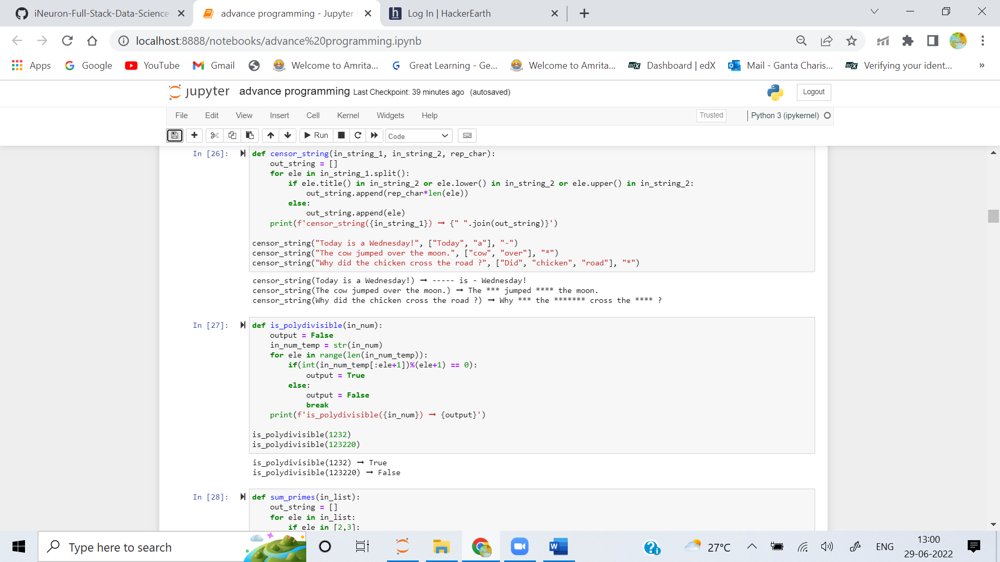 iNeuron-Full-Stack-Data-Science
advance programming - Jupyter
Log In | HackerEarth
localhost:8888/notebooks/advance%20programming.ipynb
Apps
Google
YouTube
Gmail
Welcome to Amrita...
Great Learning - Ge...
Welcome to Amrita...
Dashboard | edX
Mail - Ganta Charis...
Verifying your ident...
»
jupyter advance programming Last Checkpoint: 39 minutes ago (autosaved)
Logout
File Edit View Insert Cell Kernel Widgets Help
Trusted
Python 3 (ipykernel)
Run
Code
In [26]:
def censor_string(in_string_1, in_string_2, rep_char):
    out_string = []
    for ele in in_string_1.split():
        if ele.title() in in_string_2 or ele.lower() in in_string_2 or ele.upper() in in_string_2:
            out_string.append(rep_char*len(ele))
        else:
            out_string.append(ele)
    print(f'censor_string({in_string_1}) ➞ {" ".join(out_string)}')
censor_string("Today is a Wednesday!", ["Today", "a"], "-")
censor_string("The cow jumped over the moon.", ["cow", "over"], "*")
censor_string("Why did the chicken cross the road ?", ["Did", "chicken", "road"], "*")
censor_string(Today is a Wednesday!) ➞ ----- is - Wednesday!
censor_string(The cow jumped over the moon.) ➞ The *** jumped **** the moon.
censor_string(Why did the chicken cross the road ?) ➞ Why *** the ******* cross the **** ?
In [27]:
def is_polydivisible(in_num):
    output = False
    in_num_temp = str(in_num)
    for ele in range(len(in_num_temp)):
        if(int(in_num_temp[:ele+1])%(ele+1) == 0):
            output = True
        else:
            output = False
            break
    print(f'is_polydivisible({in_num}) ➞ {output}')
is_polydivisible(1232)
is_polydivisible(123220)
is_polydivisible(1232) ➞ True
is_polydivisible(123220) ➞ False
In [28]:
def sum_primes(in_list):
    out_string = []
    for ele in in_list:
        if ele in [2,3]:
Type here to search
27°C
ENG
13:00
29-06-2022